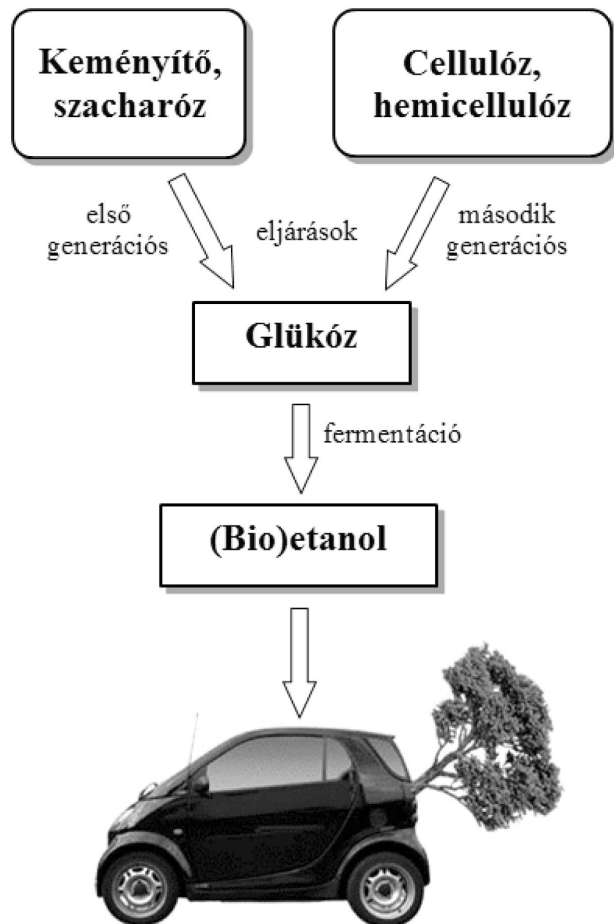 Keményítő,
szacharóz
Cellulóz,
hemicellulóz
első
generációs
eljárások
második
generációs
Glükóz
fermentáció
(Bio)etanol